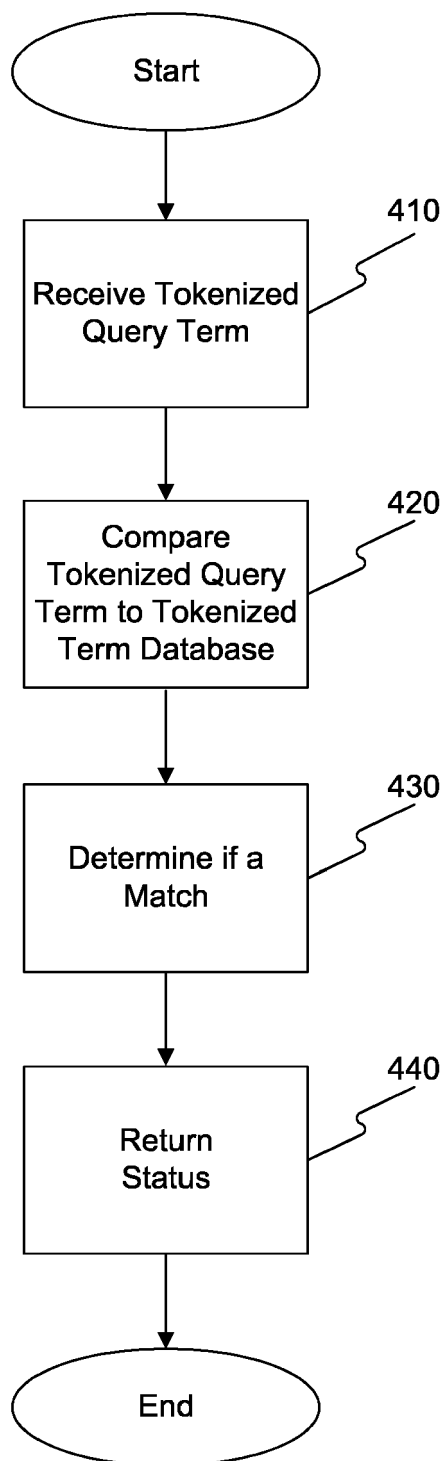 Start
410
Receive Tokenized
Query Term
420
Compare
Tokenized Query
Term to Tokenized
Term Database
430
Determine if a
Match
440
Return
Status
End